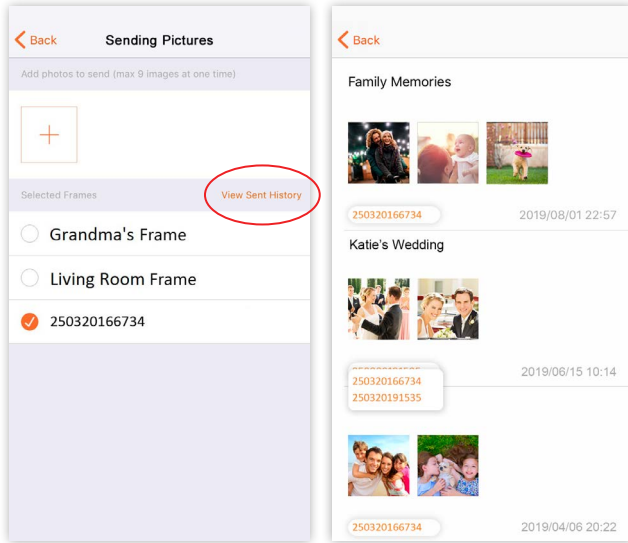 Back
Sending Pictures
Add photos to send (max 9 images at one time)
Selected Frames
View Sent History
Grandma's Frame
Living Room Frame
250320166734
Back
Family Memories
250320166734
2019/08/01 22:57
Katie's Wedding
2019/06/15 10:14
250320166734
250320191535
250320166734
2019/04/06 20:22